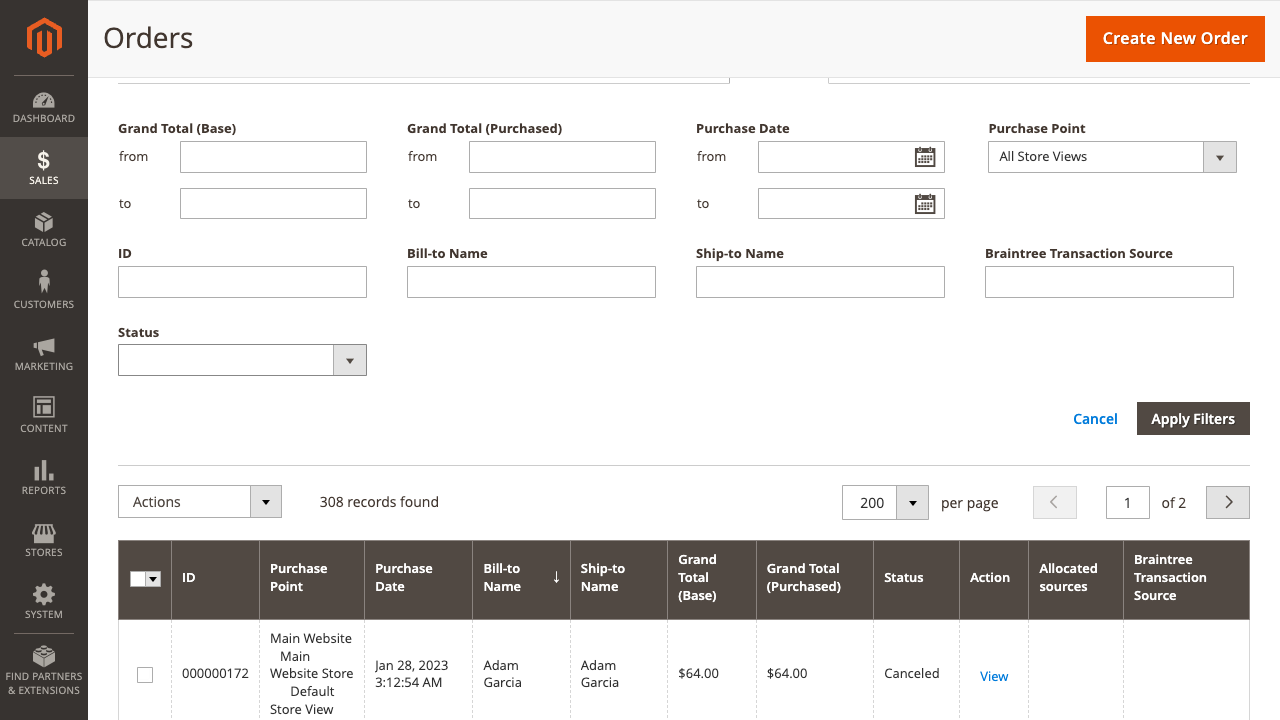 Orders
Create New Order
DASHBOARD
SALES
CATALOG
CUSTOMERS
MARKETING
CONTENT
REPORTS
STORES
SYSTEM
FIND PARTNERS
& EXTENSIONS
Grand Total (Base)
from
to
Grand Total (Purchased)
from
to
Purchase Date
from
to
Purchase Point
All Store Views
ID
Bill-to Name
Ship-to Name
Braintree Transaction Source
Status
Cancel
Apply Filters
Actions
308 records found
200
per page
1
of 2
ID
Purchase
Point
Purchase
Date
Bill-to
Name
↓
Ship-to
Name
Grand
Total
(Base)
Grand Total
(Purchased)
Status
Action
Allocated
sources
Braintree
Transaction
Source
000000172
Main Website
Main
Website Store
Default
Store View
Jan 28, 2023
3:12:54 AM
Adam
Garcia
Adam
Garcia
$64.00
$64.00
Canceled
View